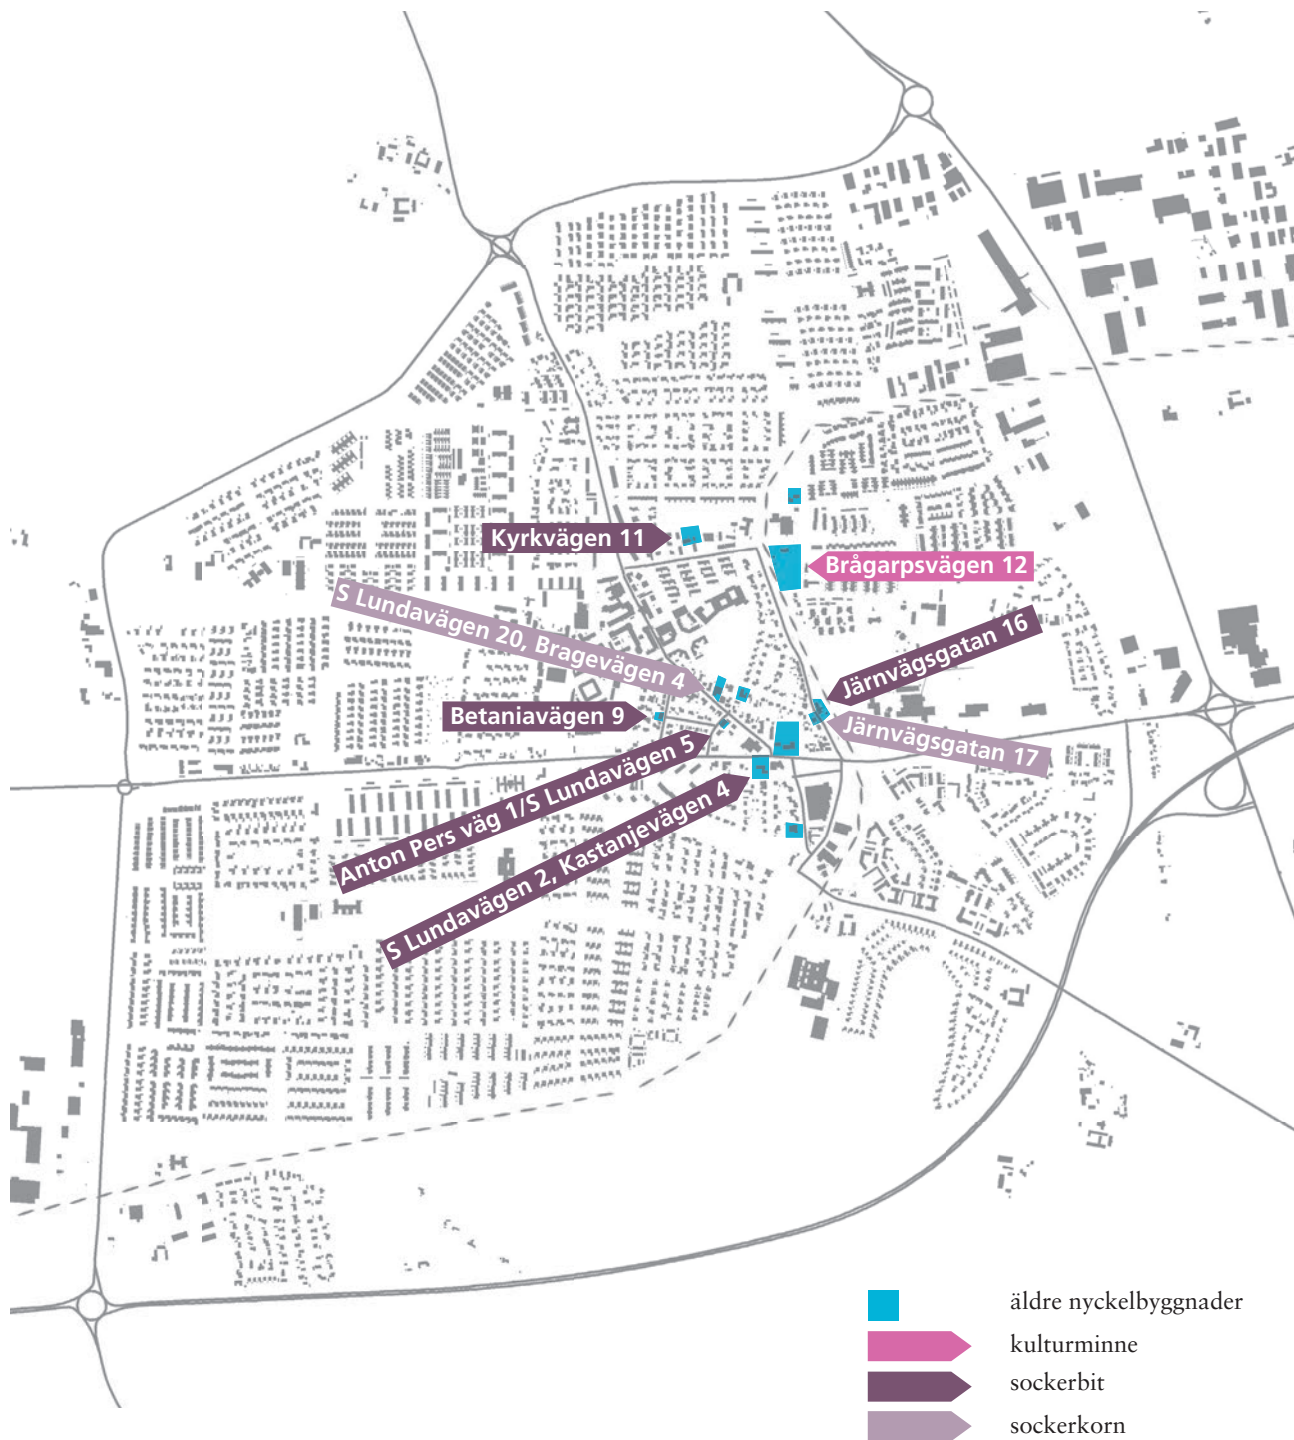 Kyrkvägen 11
Brågarpsvägen 12
S Lundavägen 20, Bragevägen 4
Järnvägsgatan 16
Betaniavägen 9
Järnvägsgatan 17
Anton Pers väg 1/S Lundavägen 5
S Lundavägen 2, Kastanjevägen 4
äldre nyckelbyggnader
kulturminne
sockerbit
sockerkorn